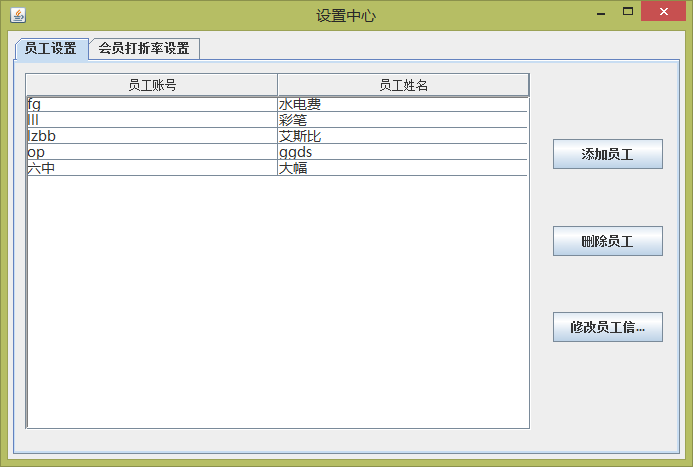 设置中心
员工设置 会员打折率设置
员工账号 员工姓名
fg 水电费
lll 彩笔
lzbb 艾斯比
op ggds
六中 大幅
添加员工
删除员工
修改员工信...